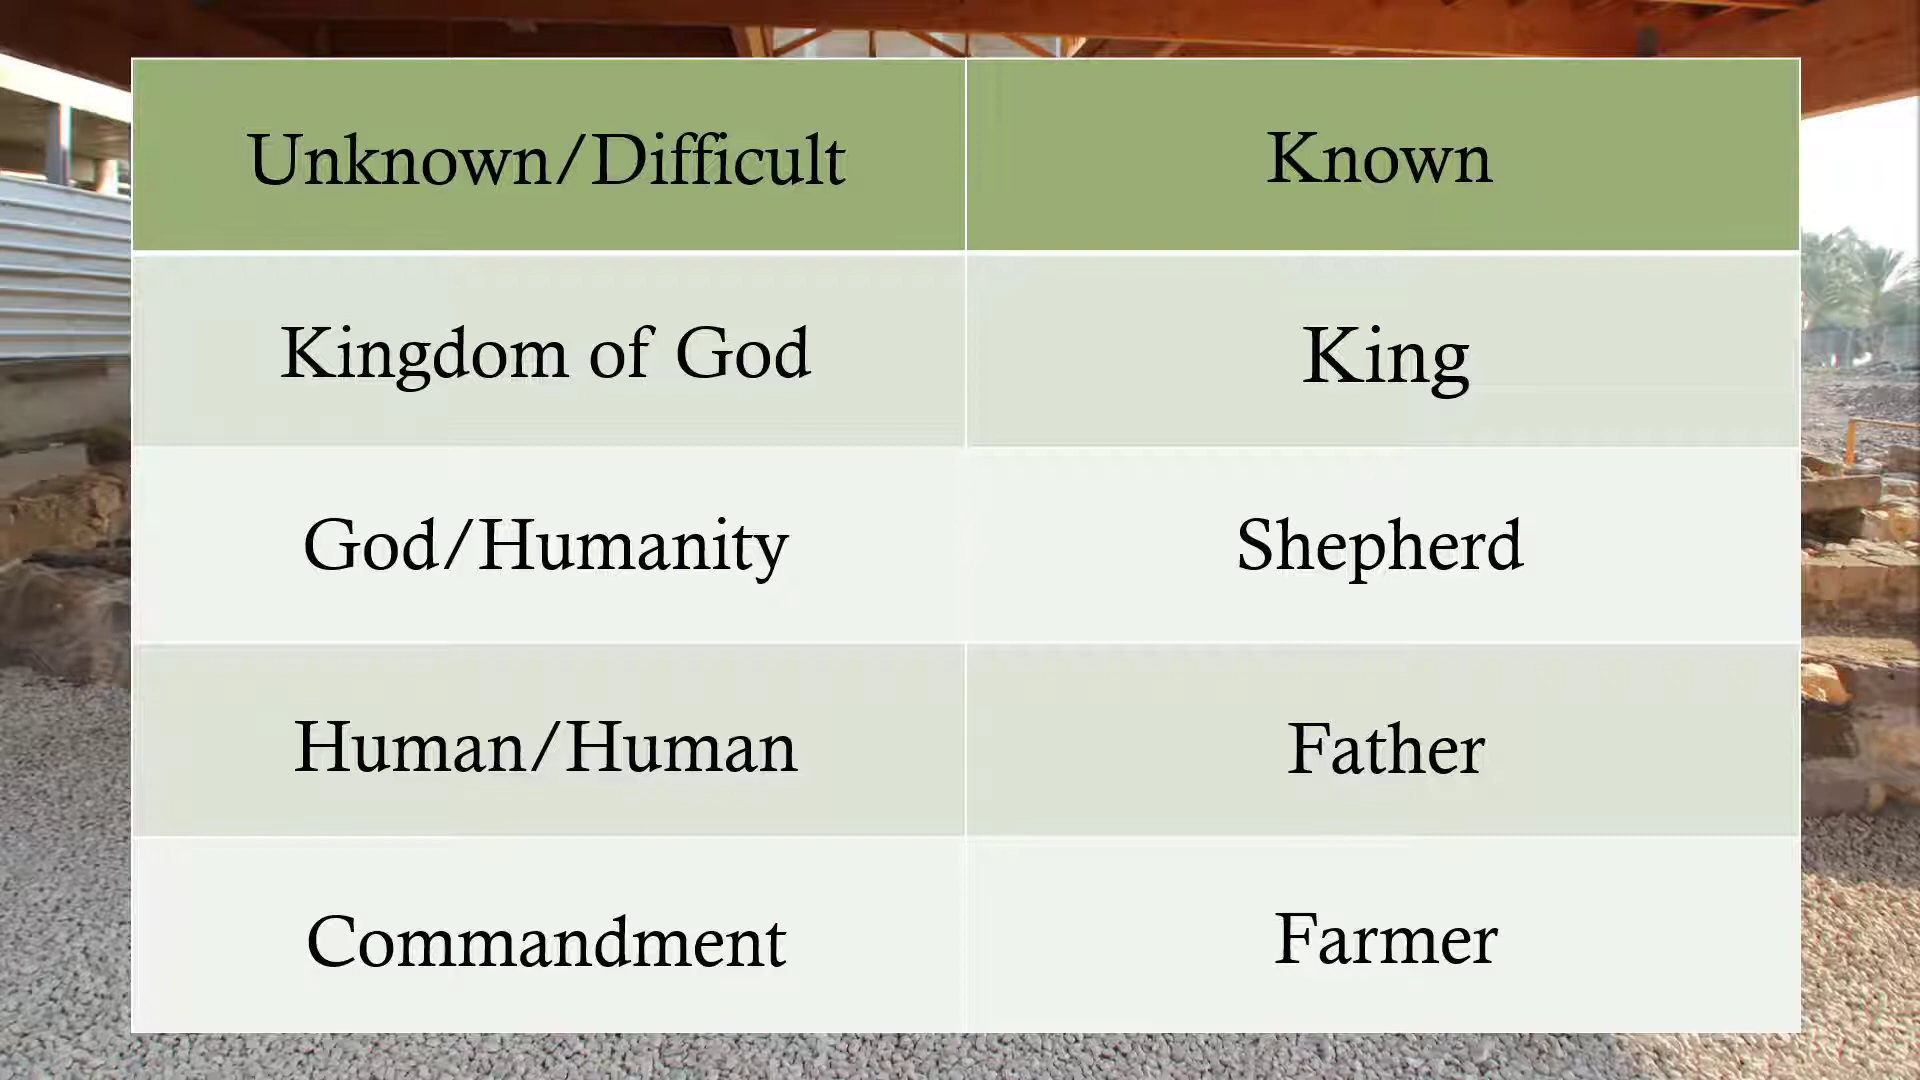 Unknown/Difficult
Known
Kingdom of God
King
God/Humanity
Shepherd
Human/Human
Father
Commandment
Farmer